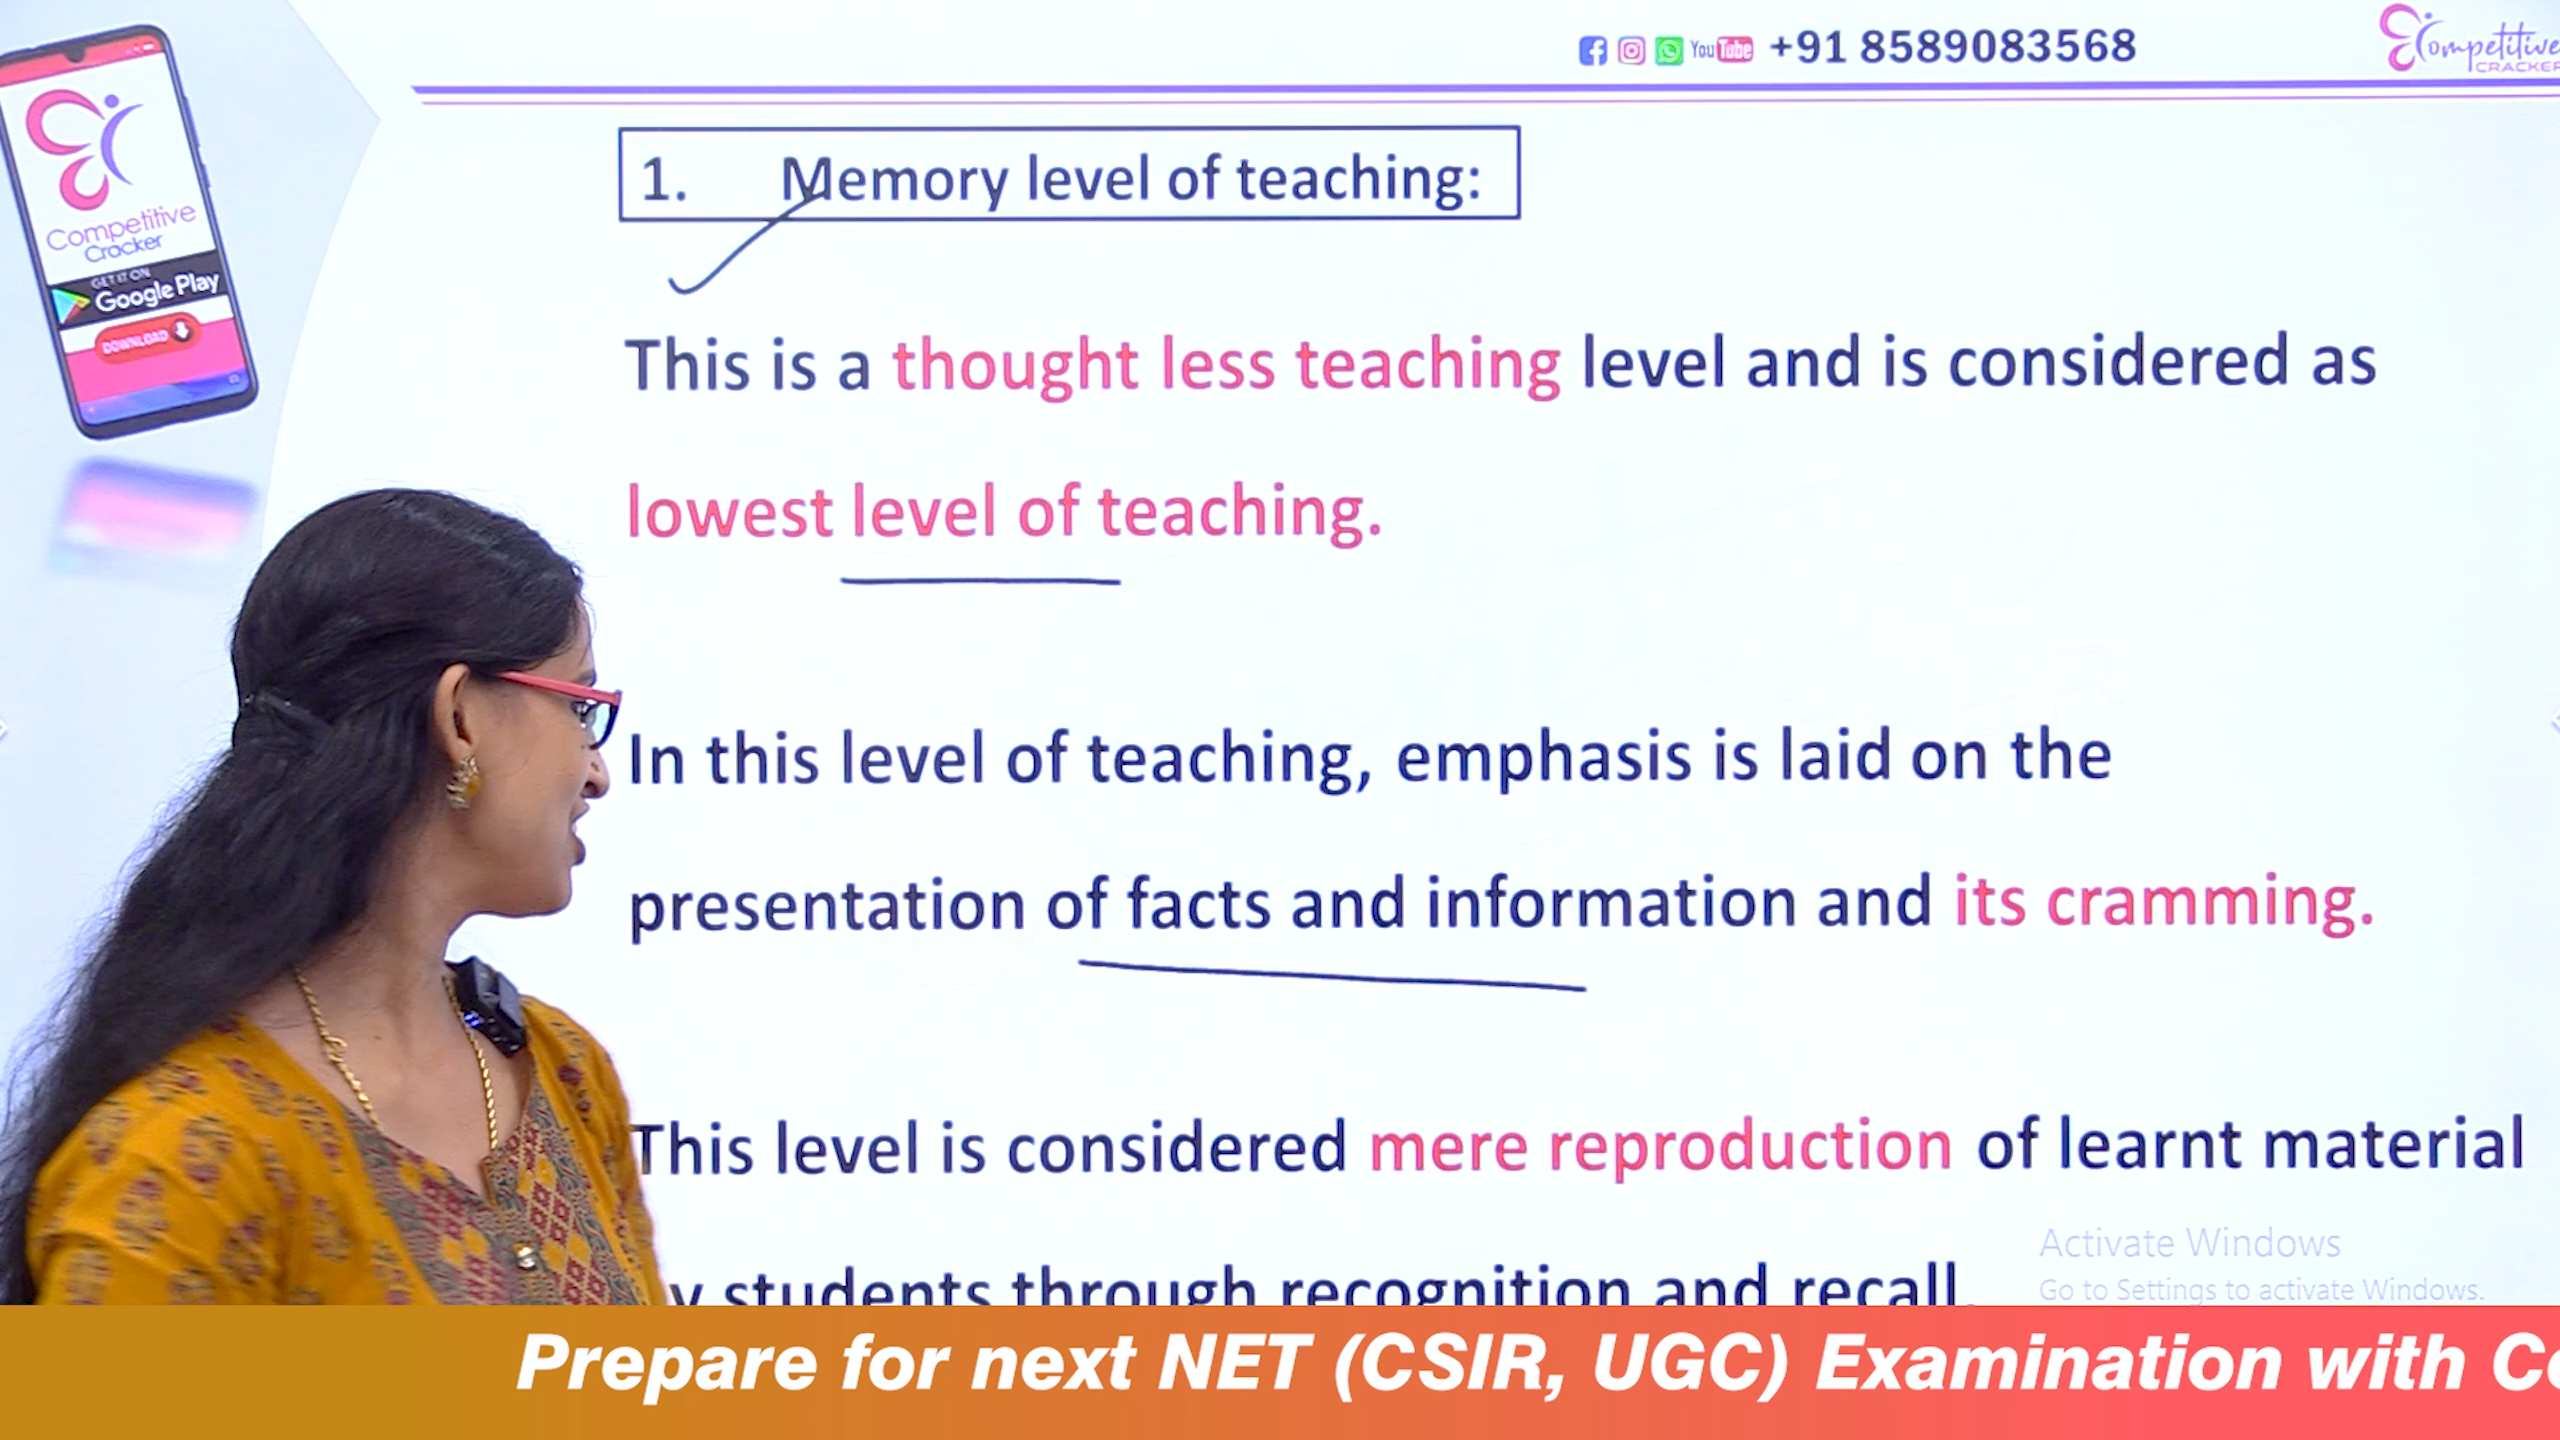 You Tube +91 8589083568
Competitive
CRACKER
Competitive
Cracker
GET IT ON
Google Play
DOWNLOAD
1. Memory level of teaching:
This is a thought less teaching level and is considered as
lowest level of teaching.
In this level of teaching, emphasis is laid on the
presentation of facts and information and its cramming.
This level is considered mere reproduction of learnt material
students through recognition and recall.
Activate Windows
Go to Settings to activate Windows.
Prepare for next NET (CSIR, UGC) Examination with